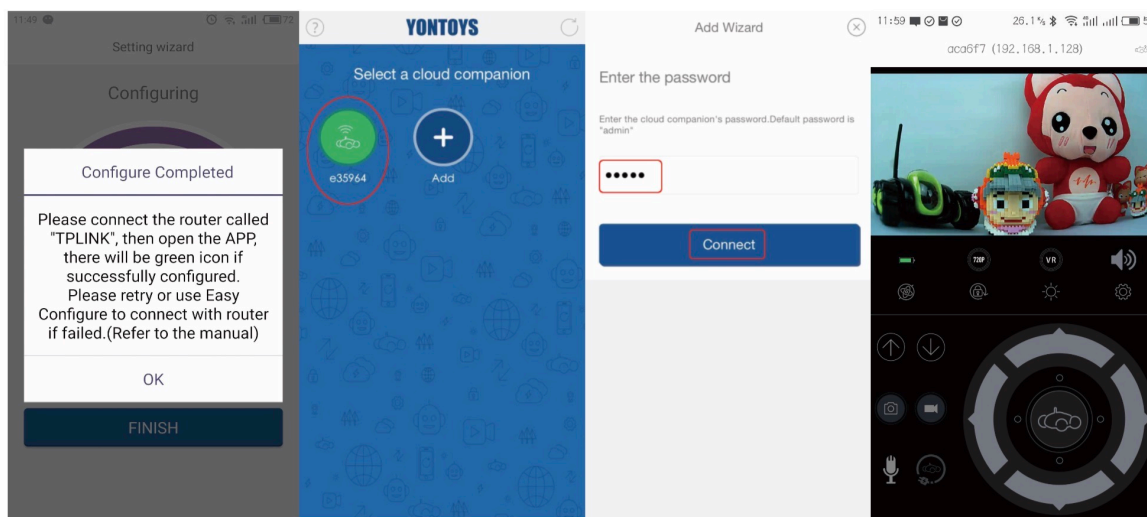 11:49
72
Setting wizard
Configuring
Configure Completed
Please connect the router called
"TPLINK", then open the APP,
there will be green icon if
successfully configured.
Please retry or use Easy
Configure to connect with router
if failed.(Refer to the manual)
OK
FINISH
?
YONTOYS
Select a cloud companion
e35964
Add
Add Wizard
Enter the password
Enter the cloud companion's password.Default password is
"admin"
•••••
Connect
11:59
26.1%
aca6f7 (192.168.1.128)
720P
VR